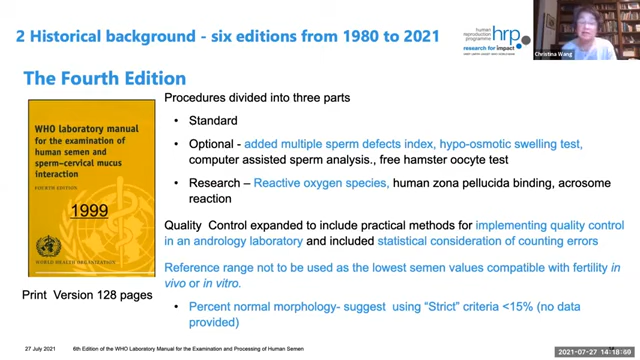 2 Historical background - six editions from 1980 to 2021
human
reproduction
programme
hrp.
research for impact
Christina Wang
The Fourth Edition
WHO laboratory manual
for the examination of
human semen and
sperm-cervical mucus
interaction
FOURTH EDITION
1999
WORLD HEALTH ORGANIZATION
Print Version 128 pages
Procedures divided into three parts
• Standard
• Optional - added multiple sperm defects index, hypo-osmotic swelling test,
computer assisted sperm analysis., free hamster oocyte test
• Research – Reactive oxygen species, human zona pellucida binding, acrosome
reaction
Quality Control expanded to include practical methods for implementing quality control
in an andrology laboratory and included statistical consideration of counting errors
Reference range not to be used as the lowest semen values compatible with fertility in
vivo or in vitro.
• Percent normal morphology- suggest using “Strict” criteria <15% (no data
provided)
27 July 2021 6th Edition of the WHO Laboratory Manual for the Examination and Processing of Human Semen
2021-07-27 14:18:59